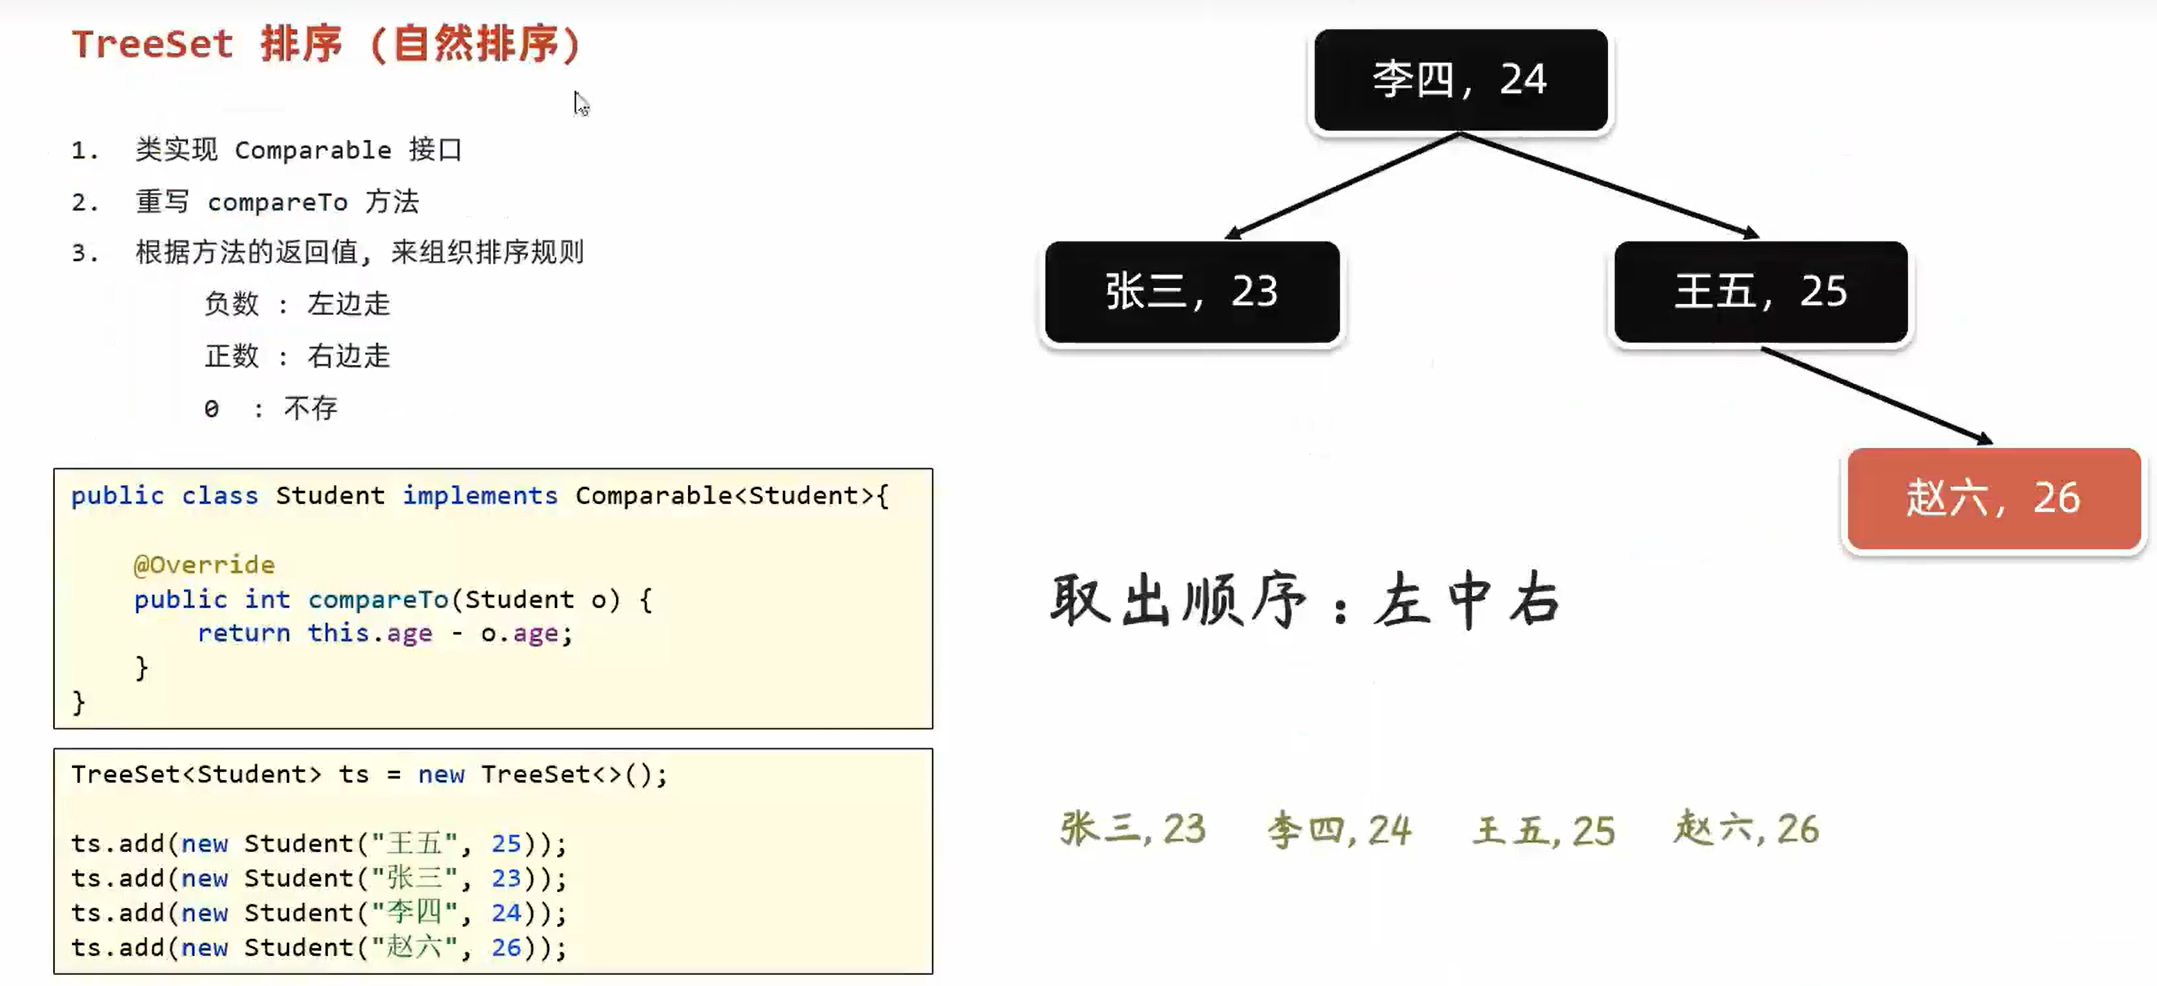 TreeSet 排序 (自然排序)
1. 类实现 Comparable 接口
2. 重写 compareTo 方法
3. 根据方法的返回值, 来组织排序规则
负数 : 左边走
正数 : 右边走
0 : 不存
public class Student implements Comparable<Student>{
@Override
public int compareTo(Student o) {
return this.age - o.age;
}
}
TreeSet<Student> ts = new TreeSet<>();
ts.add(new Student("王五", 25));
ts.add(new Student("张三", 23));
ts.add(new Student("李四", 24));
ts.add(new Student("赵六", 26));
李四, 24
张三, 23
王五, 25
赵六, 26
取出顺序:左中右
张三,23 李四,24 王五,25 赵六,26